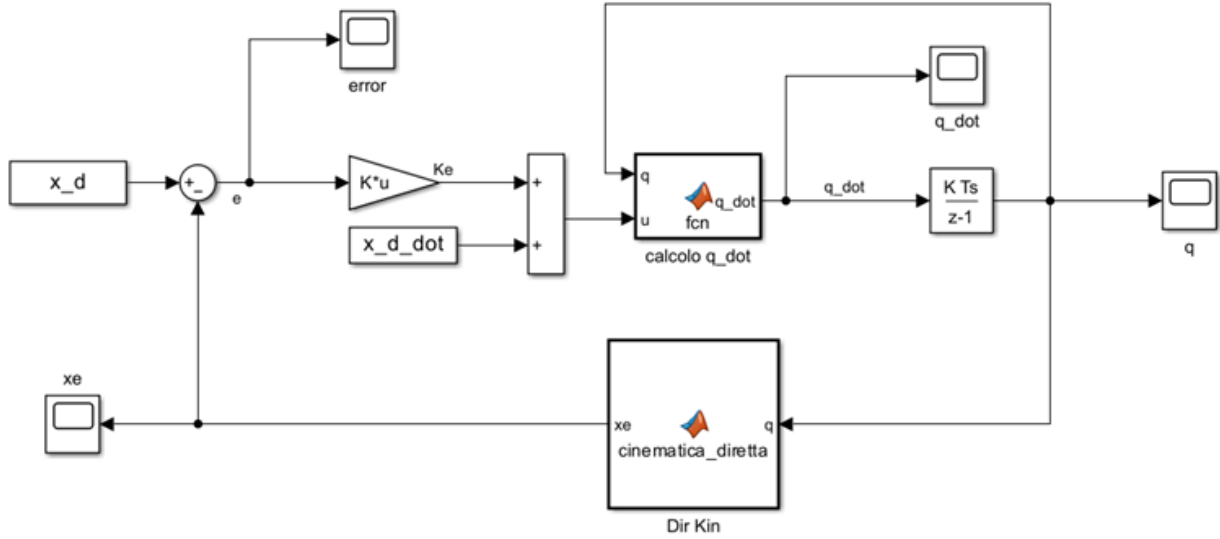 error
q_dot
x_d
+
-
e
K*u
Ke
+
q
u
fcn
q_dot
q_dot
K Ts
z-1
q
x_d_dot
+
calcolo q_dot
xe
xe
q
cinematica_diretta
Dir Kin